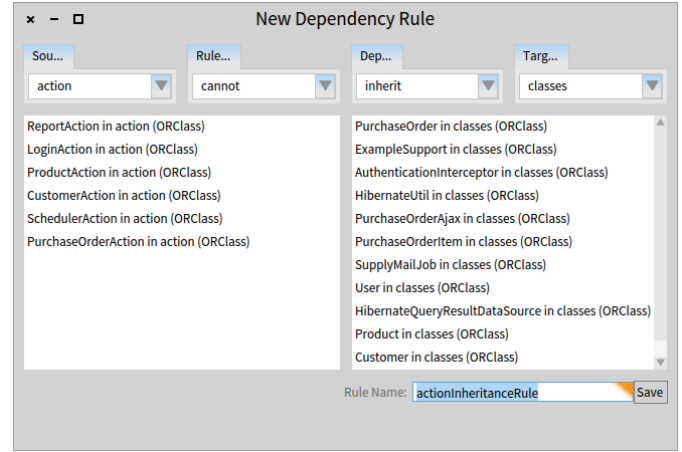 New Dependency Rule
Sou... Rule... Dep... Targ...
action cannot inherit classes
ReportAction in action (ORClass)
LoginAction in action (ORClass)
ProductAction in action (ORClass)
CustomerAction in action (ORClass)
SchedulerAction in action (ORClass)
PurchaseOrderAction in action (ORClass)
PurchaseOrder in classes (ORClass)
ExampleSupport in classes (ORClass)
AuthenticationInterceptor in classes (ORClass)
HibernateUtil in classes (ORClass)
PurchaseOrderAjax in classes (ORClass)
PurchaseOrderItem in classes (ORClass)
SupplyMailJob in classes (ORClass)
User in classes (ORClass)
HibernateQueryResultDataSource in classes (ORClass)
Product in classes (ORClass)
Customer in classes (ORClass)
Rule Name: actionInheritanceRule Save